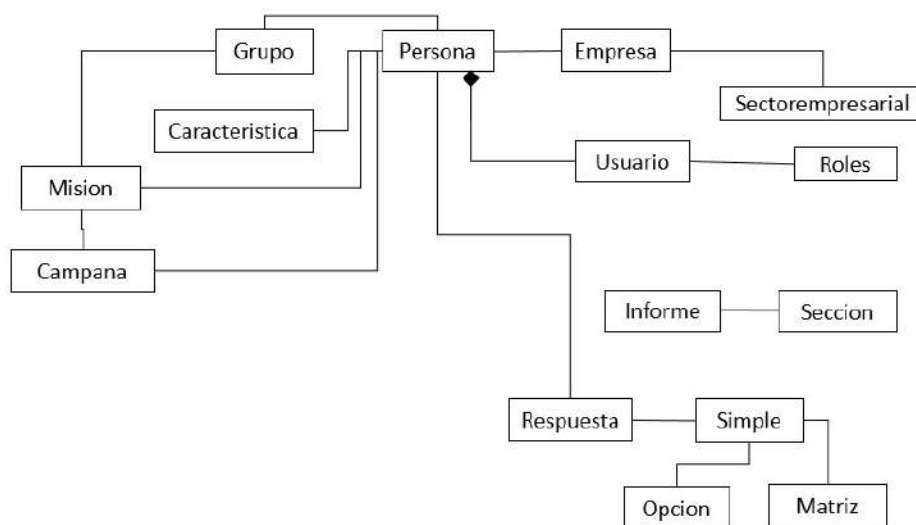 Grupo
Persona
Empresa
Sectorempresarial
Caracteristica
Usuario
Roles
Mision
Campana
Informe
Seccion
Respuesta
Simple
Opcion
Matriz